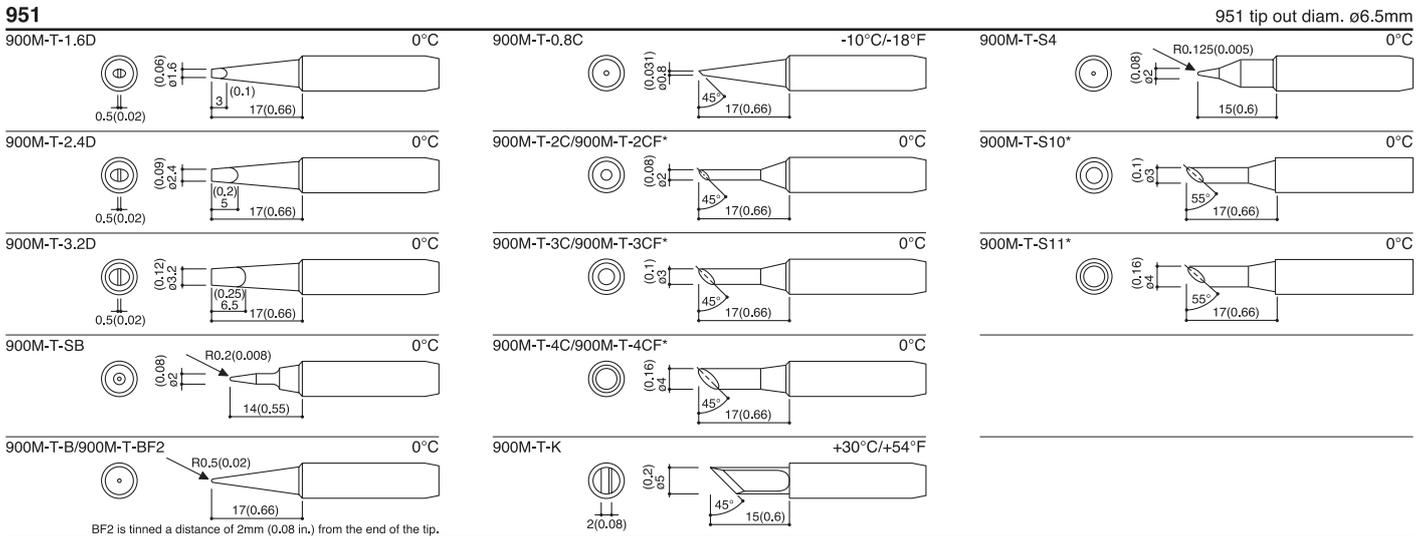 951
951 tip out diam. ø6.5mm
900M-T-1.6D
0°C
(0.06)
ø1.6
(0.1)
3
17(0.66)
0.5(0.02)
900M-T-0.8C
-10°C/-18°F
(0.031)
ø0.8
45°
17(0.66)
900M-T-S4
0°C
R0.125(0.005)
(0.08)
ø2
15(0.6)
900M-T-2.4D
0°C
(0.09)
ø2.4
(0.2)
5
17(0.66)
0.5(0.02)
900M-T-2C/900M-T-2CF*
0°C
(0.08)
ø2
45°
17(0.66)
900M-T-S10*
0°C
(0.1)
ø3
55°
17(0.66)
900M-T-3.2D
0°C
(0.12)
ø3.2
(0.25)
6.5
17(0.66)
0.5(0.02)
900M-T-3C/900M-T-3CF*
0°C
(0.1)
ø3
45°
17(0.66)
900M-T-S11*
0°C
(0.16)
ø4
55°
17(0.66)
900M-T-SB
0°C
R0.2(0.008)
(0.08)
ø2
14(0.55)
900M-T-4C/900M-T-4CF*
0°C
(0.16)
ø4
45°
17(0.66)
900M-T-B/900M-T-BF2
0°C
R0.5(0.02)
17(0.66)
BF2 is tinned a distance of 2mm (0.08 in.) from the end of the tip.
900M-T-K
+30°C/+54°F
(0.2)
ø5
45°
15(0.6)
2(0.08)